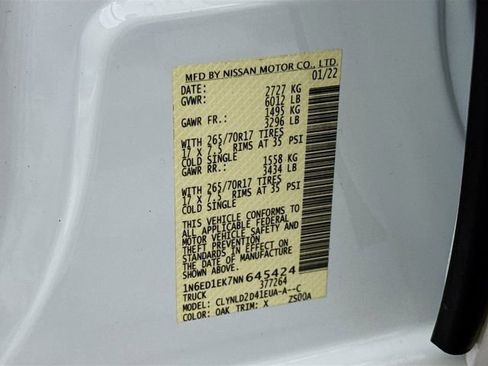 MFD BY NISSAN MOTOR CO., LTD.
DATE: 01/22
GVWR: 2727 KG
6012 LB
GAWR FR.: 1495 KG
3296 LB
WITH 265/70R17 TIRES
17 X 7.5 RIMS AT 35 PSI
COLD SINGLE
GAWR RR.: 1558 KG
3434 LB
WITH 265/70R17 TIRES
17 X 7.5 RIMS AT 35 PSI
COLD SINGLE
THIS VEHICLE CONFORMS TO
ALL APPLICABLE FEDERAL
MOTOR VEHICLE SAFETY AND
THEFT PREVENTION
STANDARDS IN EFFECT ON
THE DATE OF MANUFACTURE
SHOWN ABOVE.
1N6ED1EK7NN645424
TRUCK 377264
MODEL: CLYNLD2D41EUA-A--C
COLOR: OAK TRIM: X ZS00A